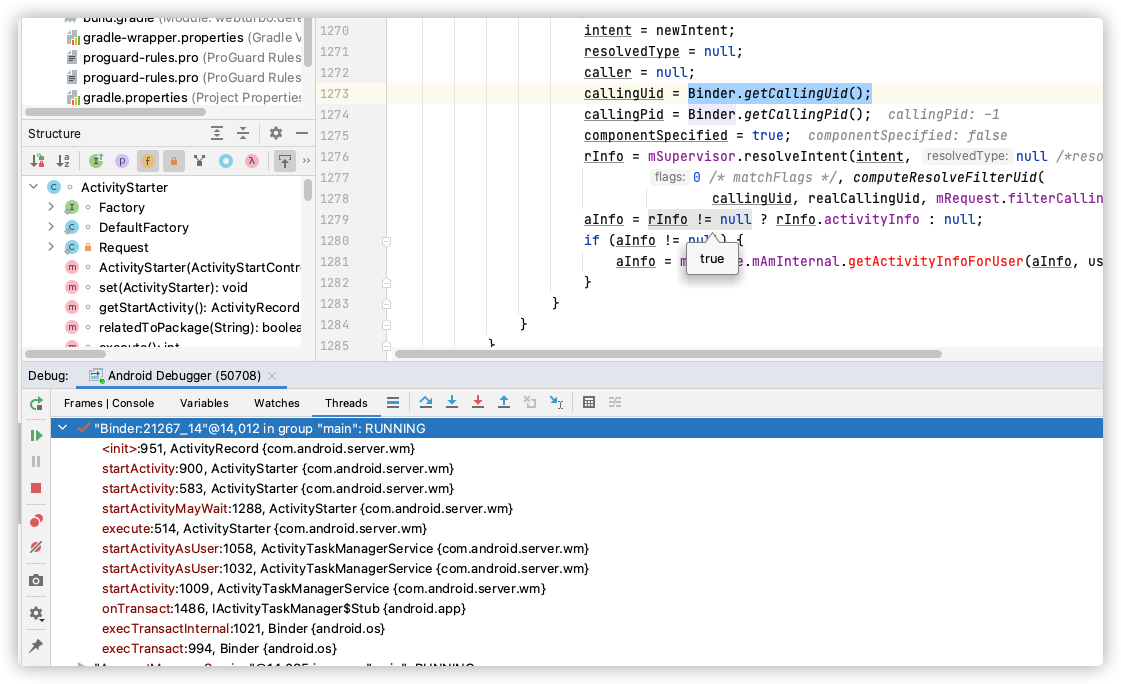 build.gradle (Module: webturbo.dere
gradle-wrapper.properties (Gradle V
proguard-rules.pro (ProGuard Rules
proguard-rules.pro (ProGuard Rules
gradle.properties (Project Properties
Structure
ActivityStarter
Factory
DefaultFactory
Request
ActivityStarter(ActivityStartContr
set(ActivityStarter): void
getStartActivity(): ActivityRecord
relatedToPackage(String): boolea
execute(): int
1270 intent = newIntent;
1271 resolvedType = null;
1272 caller = null;
1273 callingUid = Binder.getCallingUid();
1274 callingPid = Binder.getCallingPid(); callingPid: -1
1275 componentSpecified = true; componentSpecified: false
1276 rInfo = mSupervisor.resolveIntent(intent, resolvedType: null /*reso
1277 flags: 0 /* matchFlags */, computeResolveFilterUid(
1278 callingUid, realCallingUid, mRequest.filterCallin
1279 aInfo = rInfo != null ? rInfo.activityInfo : null;
1280 if (aInfo != null) {
1281 aInfo = m e.mAmInternal.getActivityInfoForUser(aInfo, us
true
1282 }
1283 }
1284 }
1285 }
Debug: Android Debugger (50708)
Frames | Console Variables Watches Threads
"Binder:21267_14"@14,012 in group "main": RUNNING
<init>:951, ActivityRecord {com.android.server.wm}
startActivity:900, ActivityStarter {com.android.server.wm}
startActivity:583, ActivityStarter {com.android.server.wm}
startActivityMayWait:1288, ActivityStarter {com.android.server.wm}
execute:514, ActivityStarter {com.android.server.wm}
startActivityAsUser:1058, ActivityTaskManagerService {com.android.server.wm}
startActivityAsUser:1032, ActivityTaskManagerService {com.android.server.wm}
startActivity:1009, ActivityTaskManagerService {com.android.server.wm}
onTransact:1486, IActivityTaskManager$Stub {android.app}
execTransactInternal:1021, Binder {android.os}
execTransact:994, Binder {android.os}